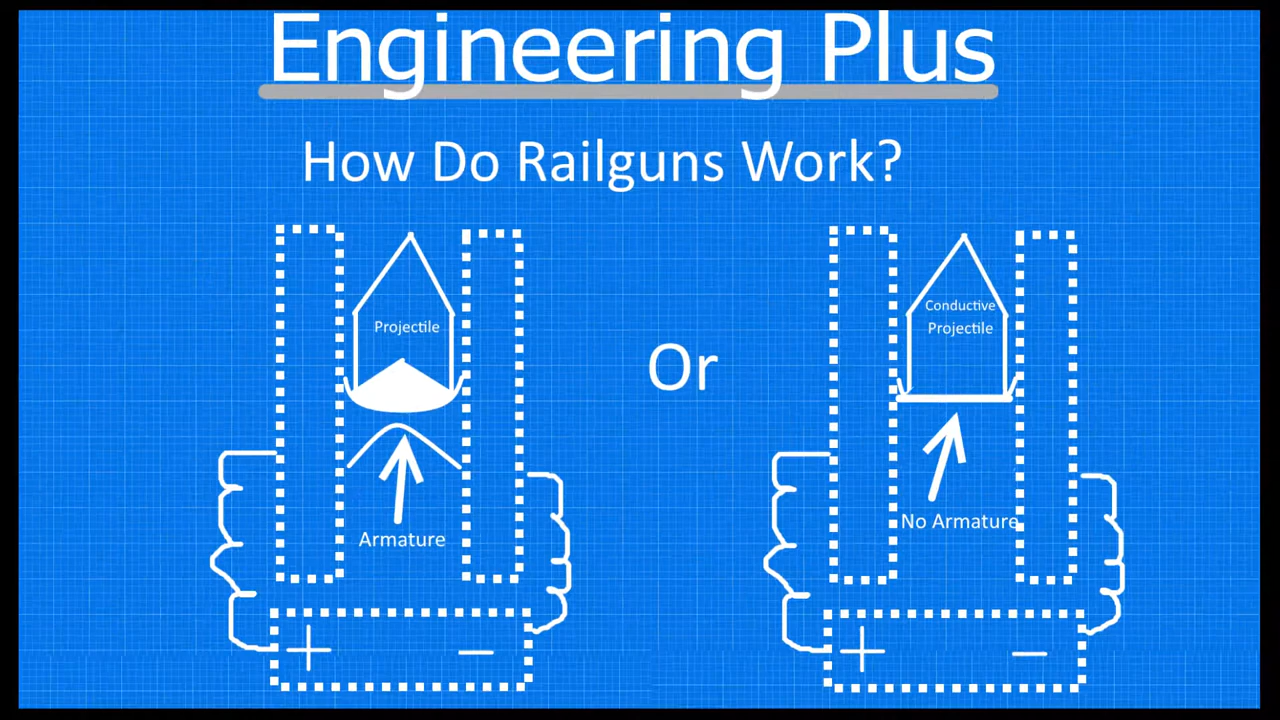 Engineering Plus
How Do Railguns Work?
Projectile
Armature
Or
Conductive
Projectile
No Armature
+ −
+ −